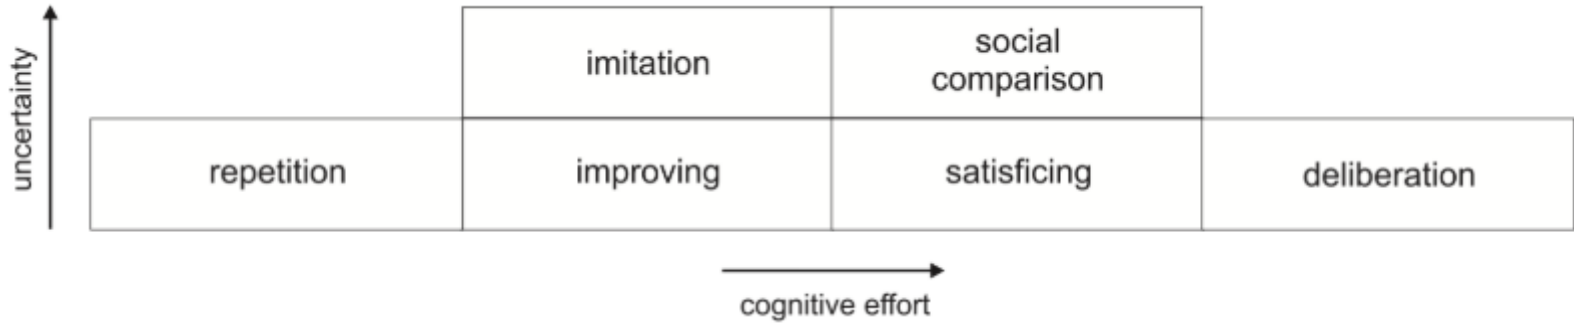 uncertainty
imitation
social
comparison
repetition
improving
satisficing
deliberation
cognitive effort